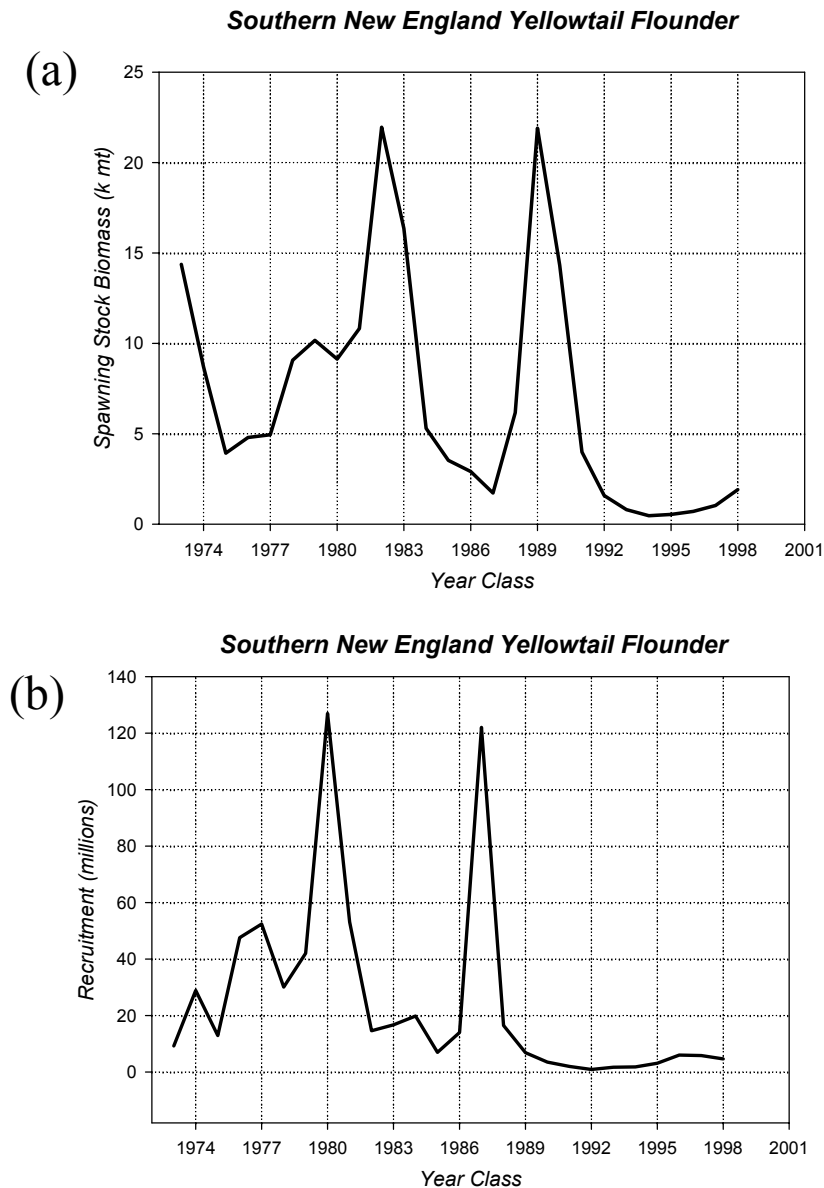 Southern New England Yellowtail Flounder
(a)
Spawning Stock Biomass (k mt)
25
20
15
10
5
0
1974 1977 1980 1983 1986 1989 1992 1995 1998 2001
Year Class
Southern New England Yellowtail Flounder
(b)
Recruitment (millions)
140
120
100
80
60
40
20
0
1974 1977 1980 1983 1986 1989 1992 1995 1998 2001
Year Class